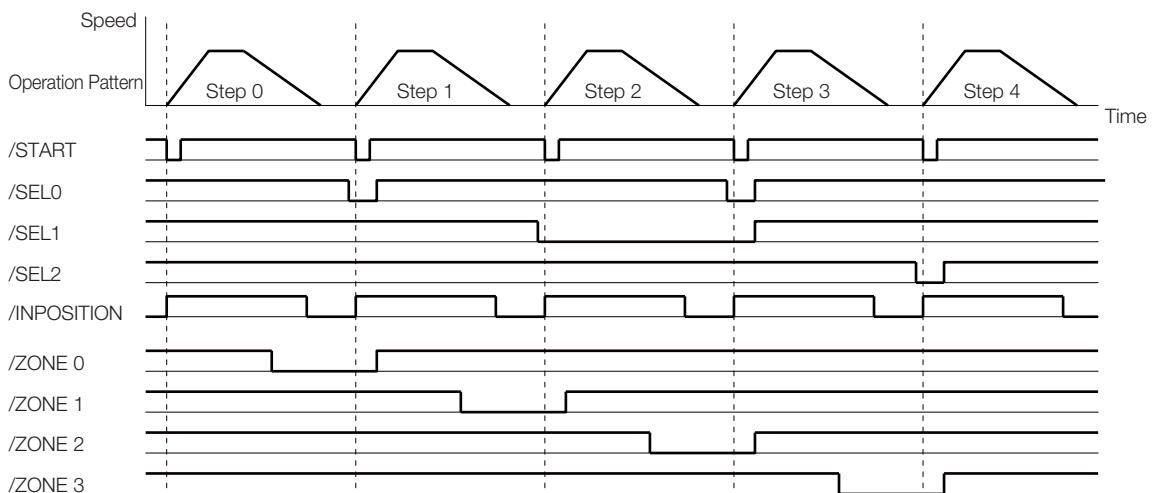 Speed
Operation Pattern
Step 0
Step 1
Step 2
Step 3
Step 4
Time
/START
/SEL0
/SEL1
/SEL2
/INPOSITION
/ZONE 0
/ZONE 1
/ZONE 2
/ZONE 3